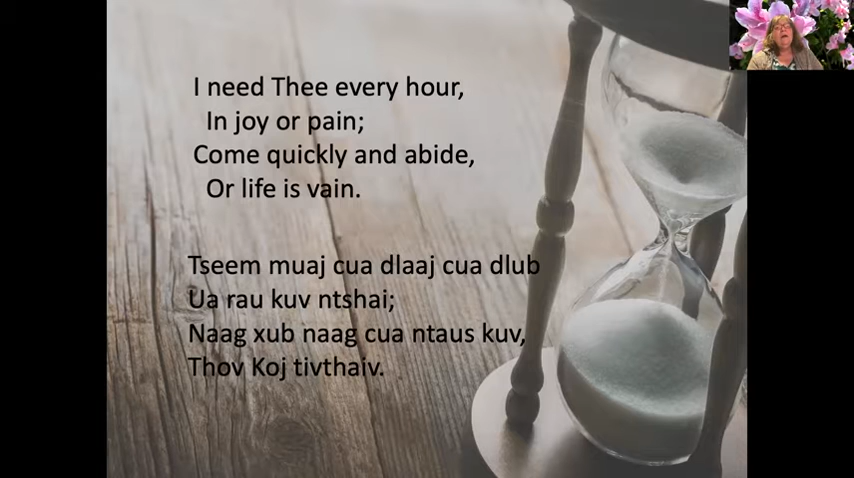 I need Thee every hour,
In joy or pain;
Come quickly and abide,
Or life is vain.
Tseem muaj cua dlaaj cua dlub
Ua rau kuv ntshai;
Naag xub naag cua ntaus kuv,
Thov Koj tivthaiv.